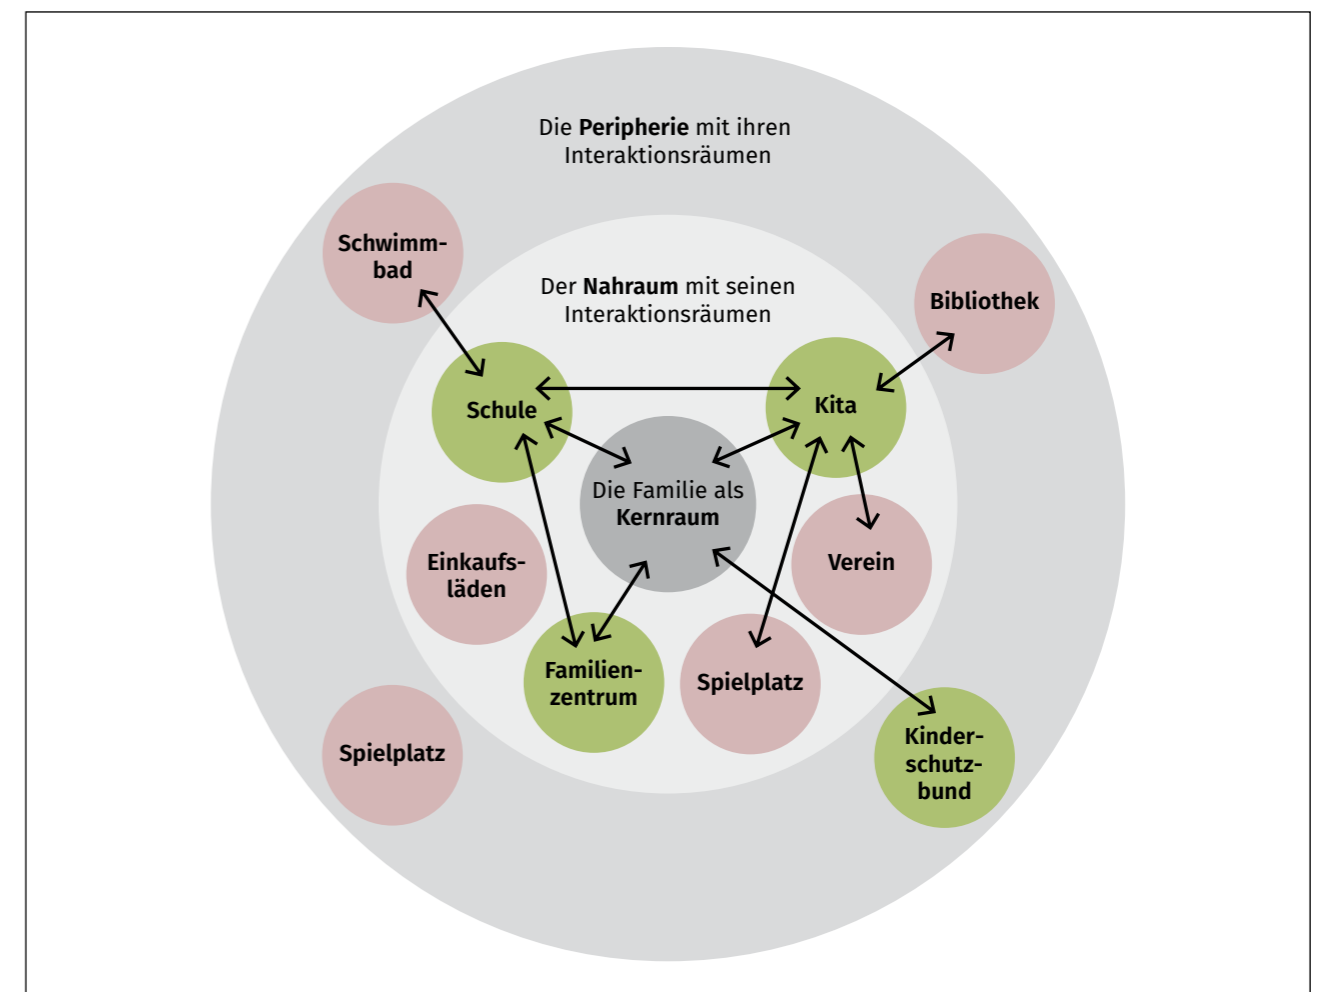 Die Peripherie mit ihren
Interaktionsräumen
Schwimm-
bad
Bibliothek
Der Nahraum mit seinen
Interaktionsräumen
Schule
Kita
Die Familie als
Kernraum
Einkaufs-
läden
Verein
Familien-
zentrum
Spielplatz
Spielplatz
Kinder-
schutz-
bund